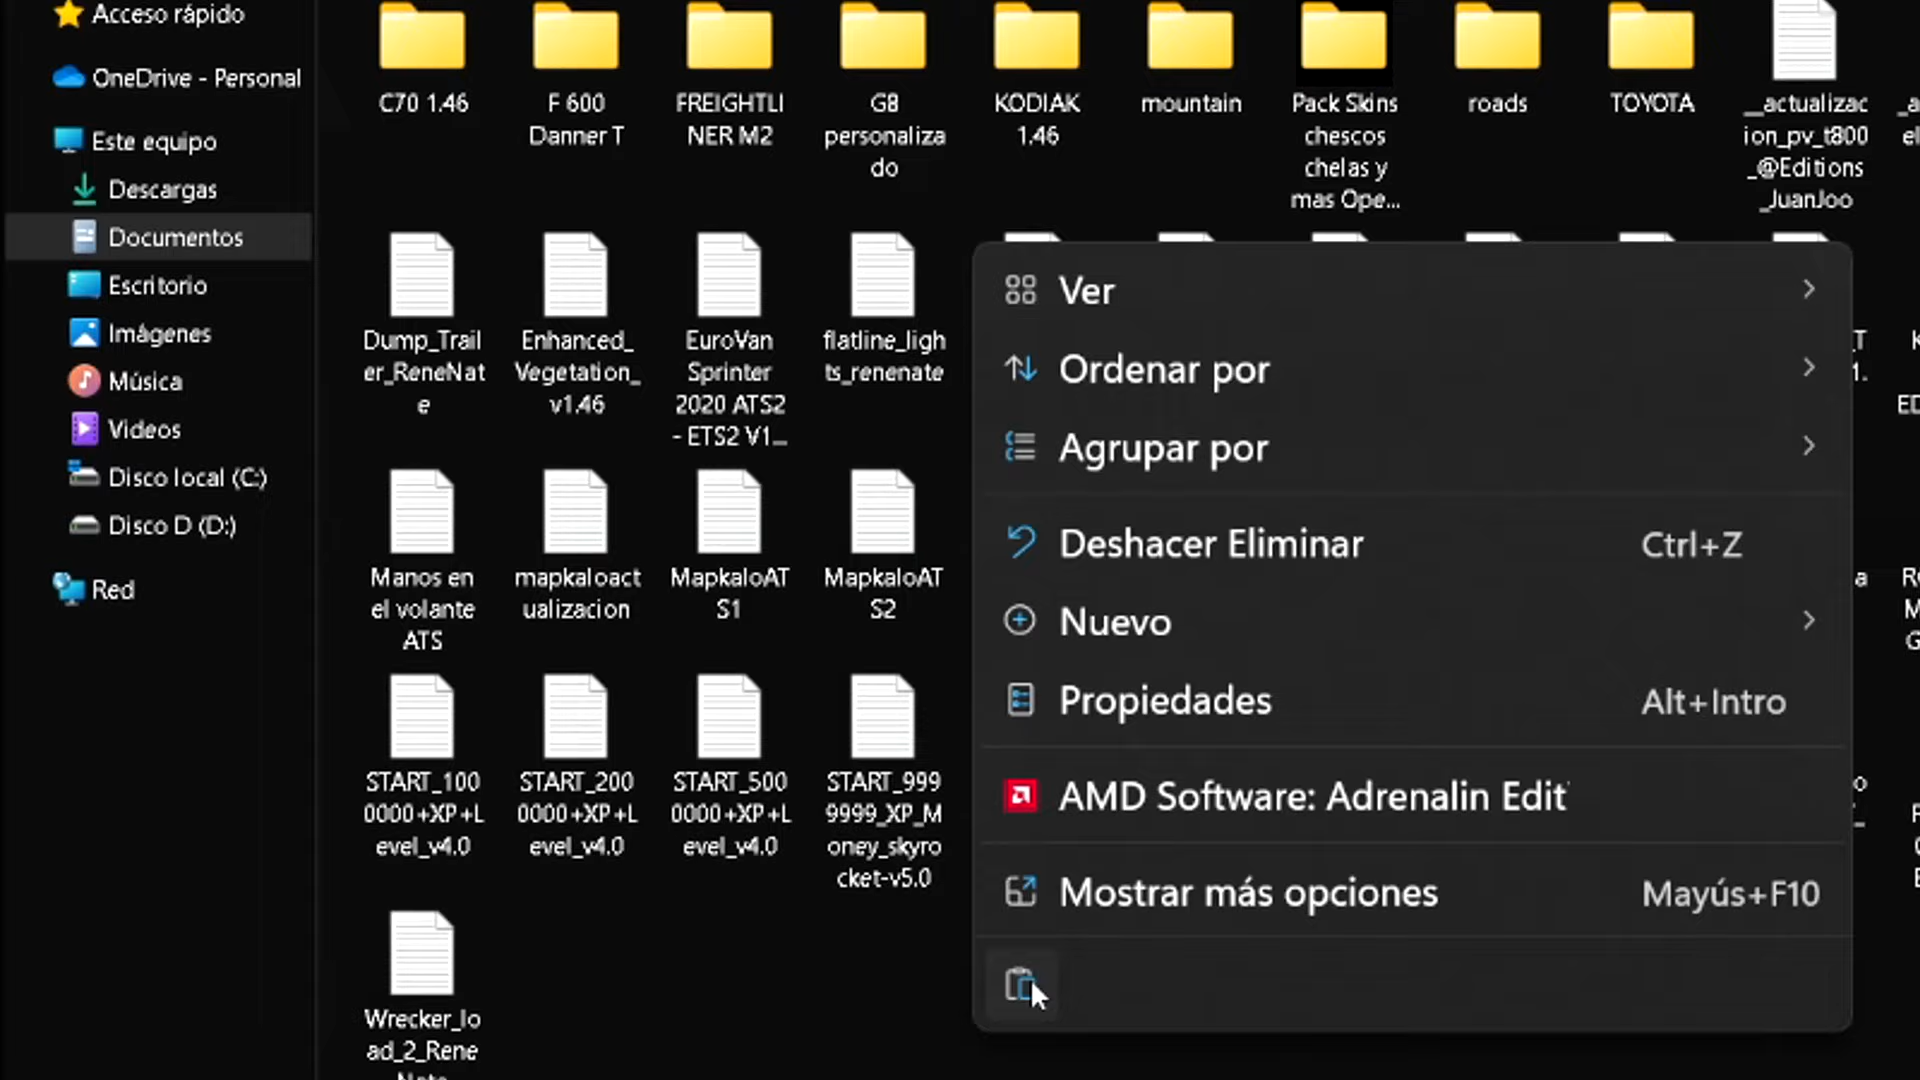 Acceso rápido
OneDrive - Personal
Este equipo
Descargas
Documentos
Escritorio
Imágenes
Música
Videos
Disco local (C:)
Disco D (D:)
Red
C70 1.46
F 600
Danner T
FREIGHTLI
NER M2
G8
personaliza
do
KODIAK
1.46
mountain
Pack Skins
chescos
chelas y
mas Ope...
roads
TOYOTA
__actualizac
ion_pv_t800
_@Editions
_JuanJoo
Dump_Trail
er_ReneNat
e
Enhanced_
Vegetation_
v1.46
EuroVan
Sprinter
2020 ATS2
- ETS2 V1...
flatline_ligh
ts_renenate
Manos en
el volante
ATS
mapkaloact
ualizacion
MapkaloAT
S1
MapkaloAT
S2
START_100
0000+XP+L
evel_v4.0
START_200
0000+XP+L
evel_v4.0
START_500
0000+XP+L
evel_v4.0
START_999
9999_XP_M
oney_skyro
cket-v5.0
Wrecker_lo
ad_2_Rene
Ver
Ordenar por
Agrupar por
Deshacer Eliminar Ctrl+Z
Nuevo
Propiedades Alt+Intro
AMD Software: Adrenalin Edit
Mostrar más opciones Mayús+F10